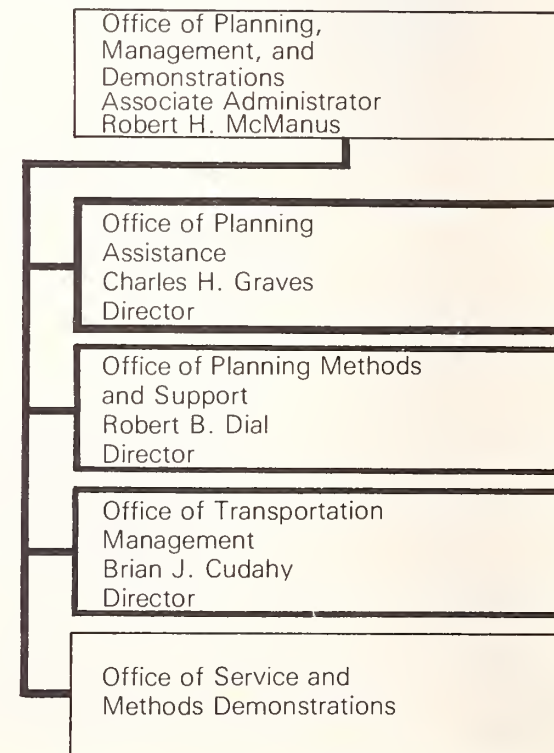 Office of Planning,
Management, and
Demonstrations
Associate Administrator
Robert H. McManus
Office of Planning
Assistance
Charles H. Graves
Director
Office of Planning Methods
and Support
Robert B. Dial
Director
Office of Transportation
Management
Brian J. Cudahy
Director
Office of Service and
Methods Demonstrations